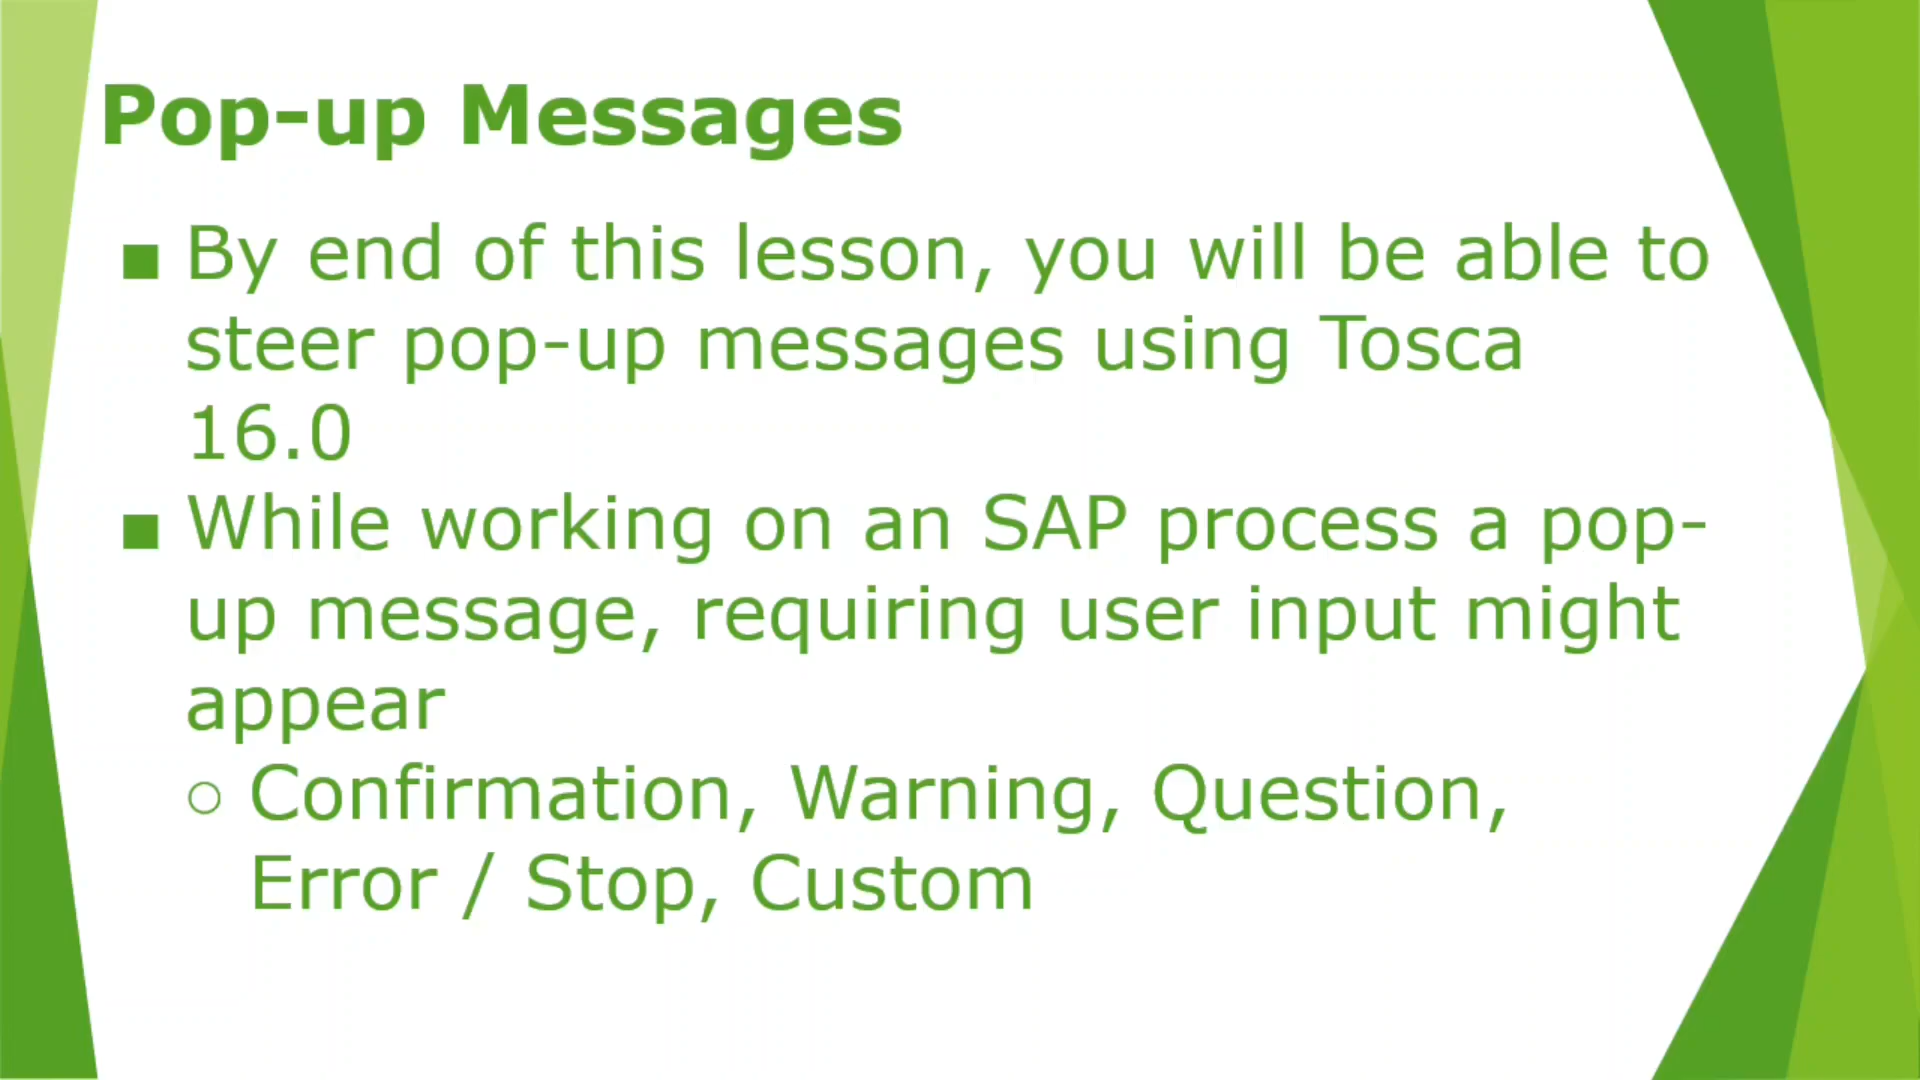 Pop-up Messages
■ By end of this lesson, you will be able to
steer pop-up messages using Tosca
16.0
■ While working on an SAP process a pop-
up message, requiring user input might
appear
○ Confirmation, Warning, Question,
Error / Stop, Custom